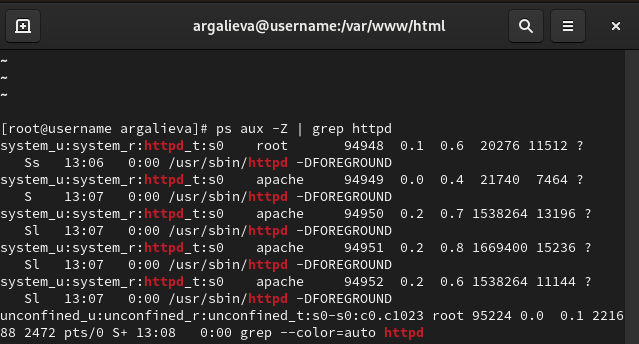 argalieva@username:/var/www/html
~
~
~
[root@username argalieva]# ps aux -Z | grep httpd
system_u:system_r:httpd_t:s0    root       94948  0.1  0.6  20276 11512 ?
   Ss   13:06   0:00 /usr/sbin/httpd -DFOREGROUND
system_u:system_r:httpd_t:s0    apache     94949  0.0  0.4  21740  7464 ?
   S    13:07   0:00 /usr/sbin/httpd -DFOREGROUND
system_u:system_r:httpd_t:s0    apache     94950  0.2  0.7 1538264 13196 ?
   Sl   13:07   0:00 /usr/sbin/httpd -DFOREGROUND
system_u:system_r:httpd_t:s0    apache     94951  0.2  0.8 1669400 15236 ?
   Sl   13:07   0:00 /usr/sbin/httpd -DFOREGROUND
system_u:system_r:httpd_t:s0    apache     94952  0.2  0.6 1538264 11144 ?
   Sl   13:07   0:00 /usr/sbin/httpd -DFOREGROUND
unconfined_u:unconfined_r:unconfined_t:s0-s0:c0.c1023 root 95224 0.0  0.1 2216
88 2472 pts/0 S+ 13:08   0:00 grep --color=auto httpd